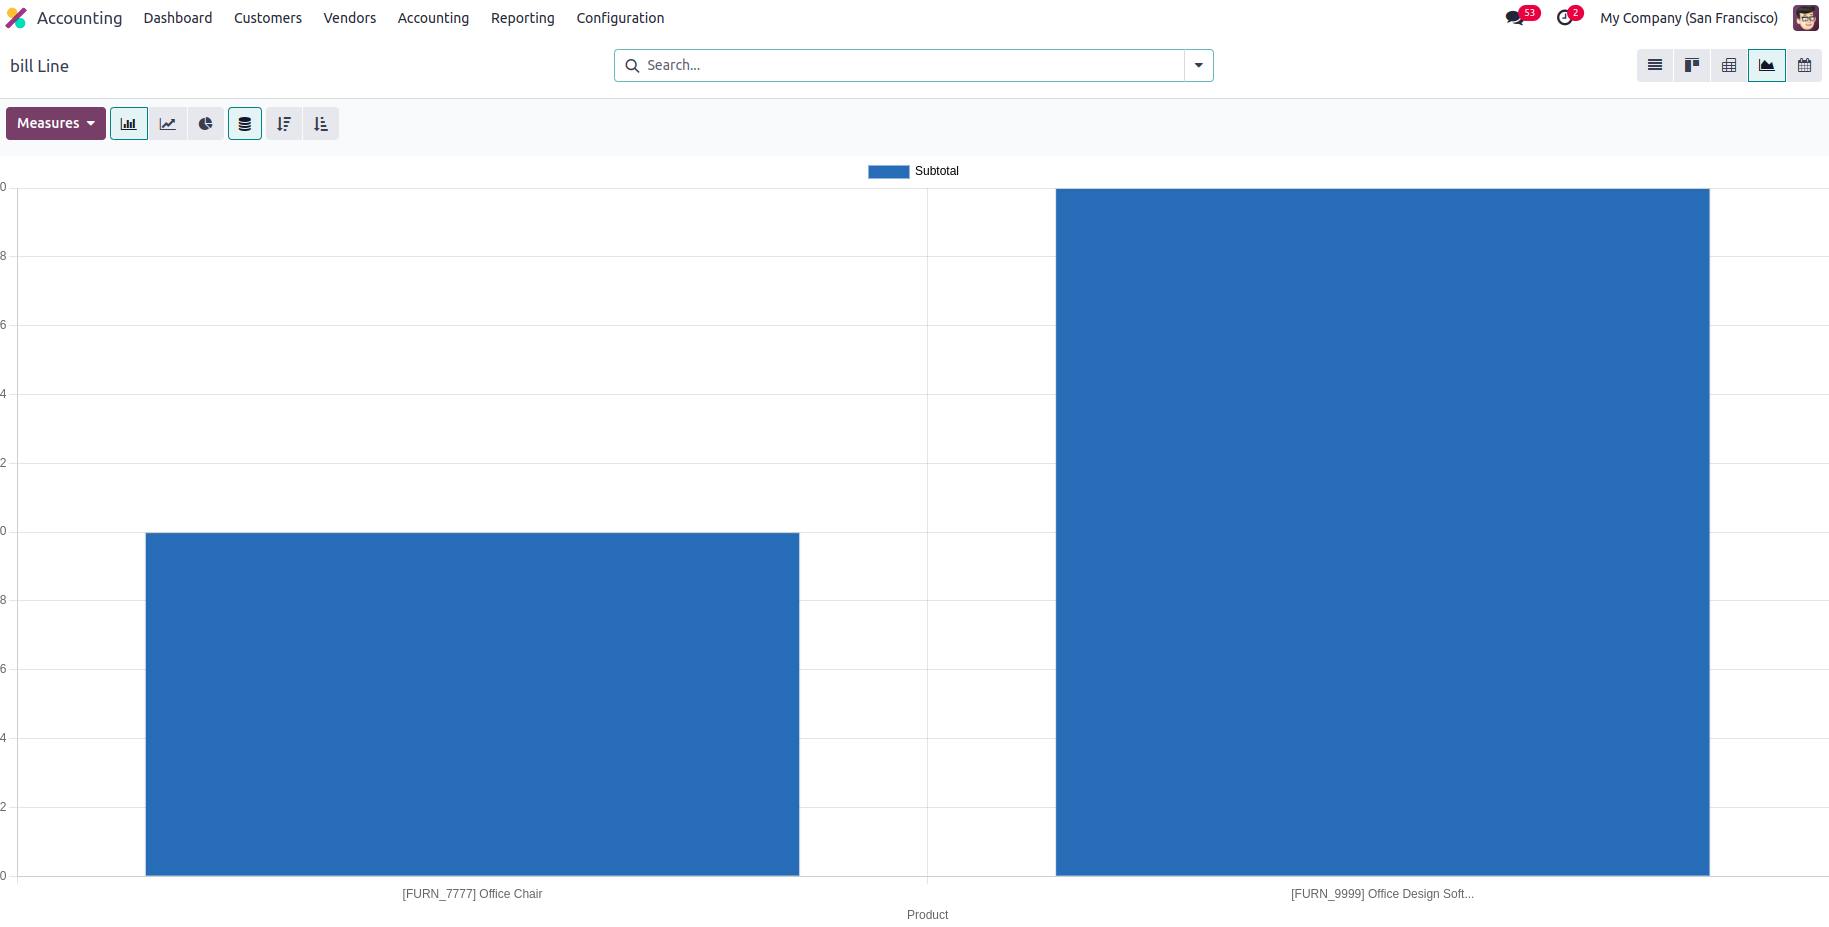 Accounting Dashboard Customers Vendors Accounting Reporting Configuration 53 2 My Company (San Francisco)
bill Line
Search...
Measures
Subtotal
0
8
6
4
2
0
8
6
4
2
0
[FURN_7777] Office Chair [FURN_9999] Office Design Soft...
Product